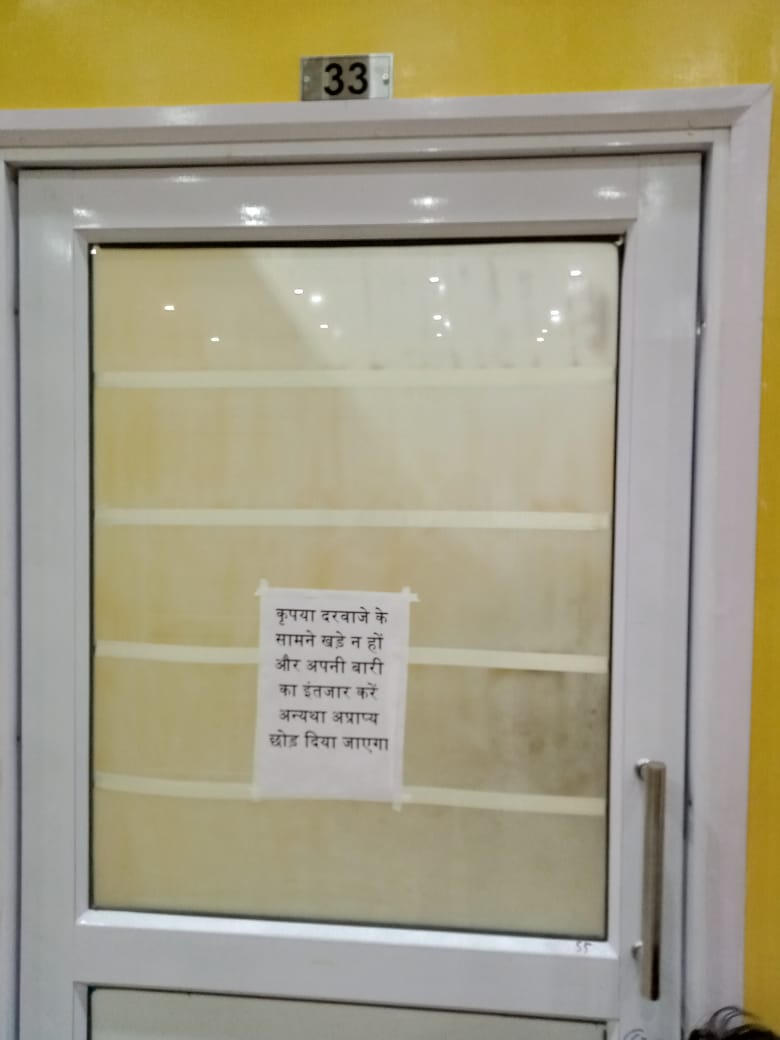 33
कृपया दरवाजे के
सामने खड़े न हों
और अपनी बारी
का इंतजार करें
अन्यथा अप्राप्य
छोड़ दिया जाएगा
55